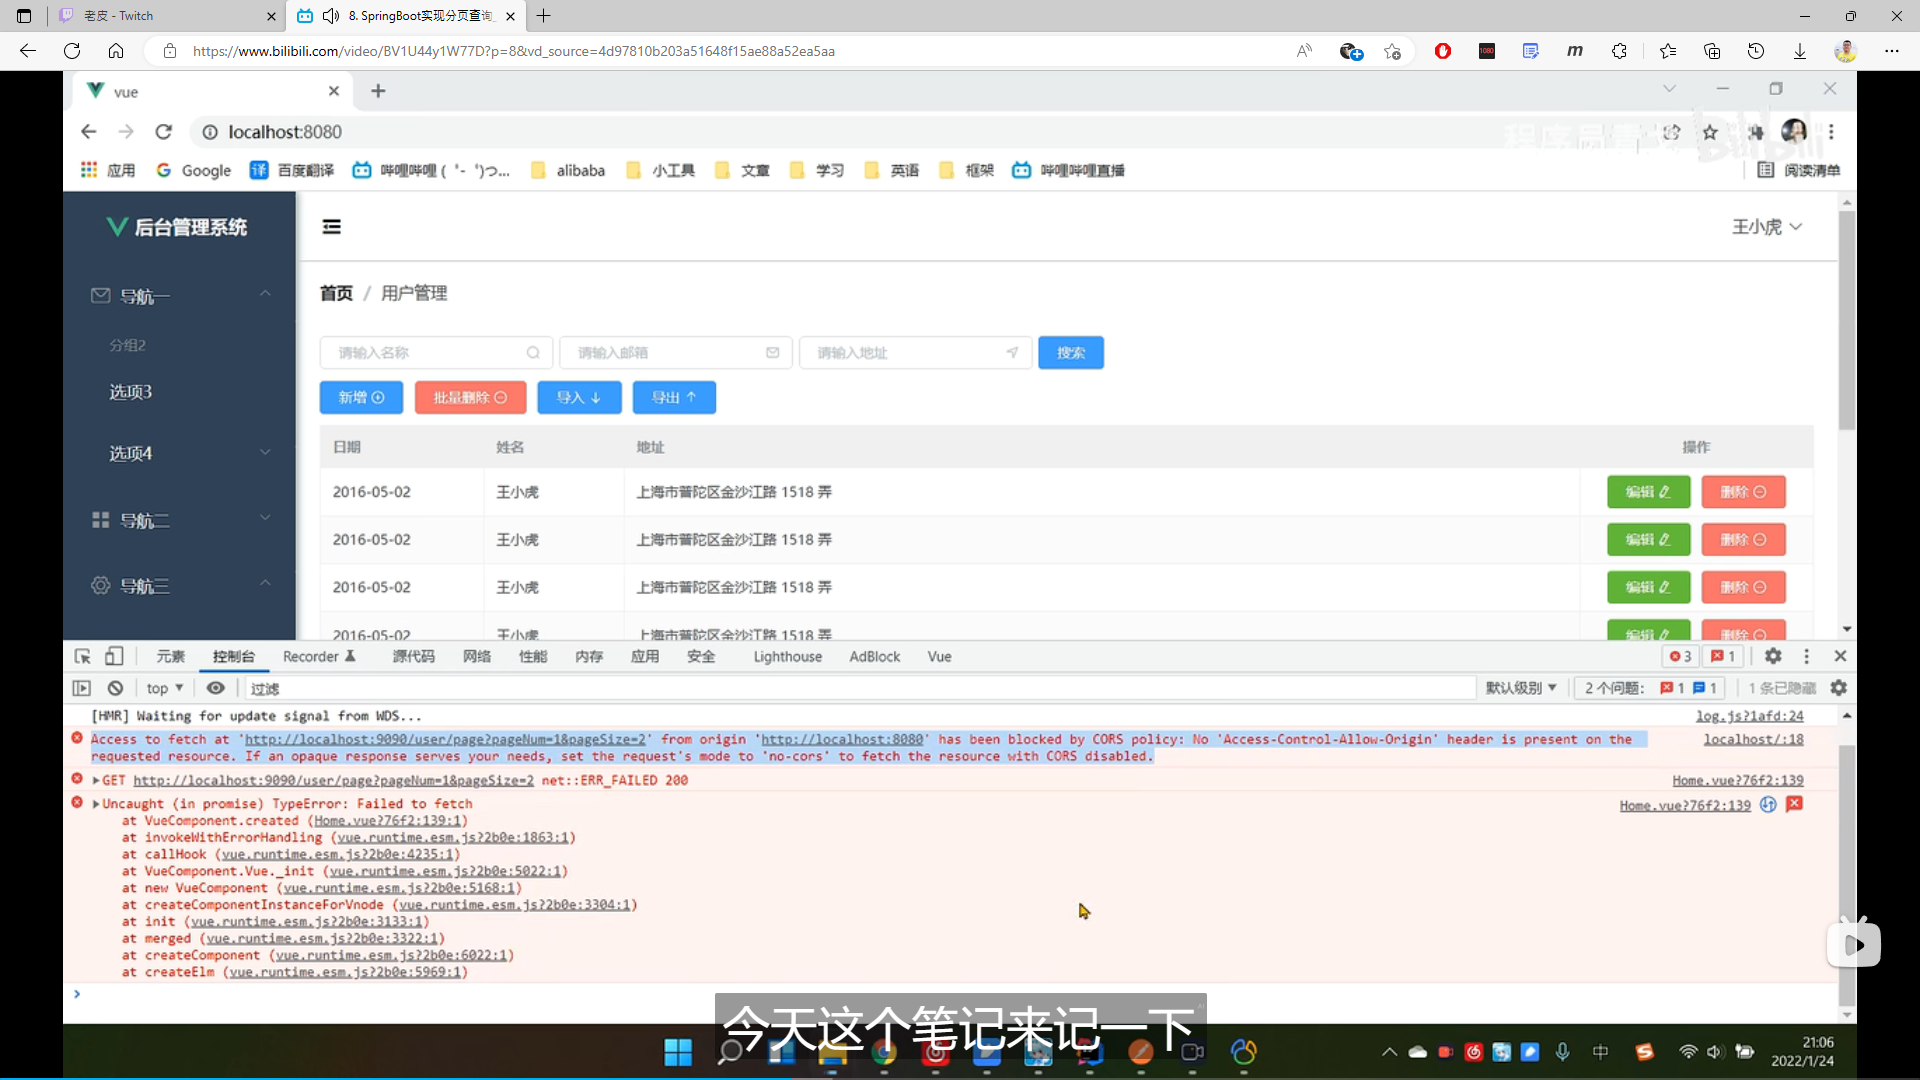 老皮 - Twitch
8. SpringBoot实现分页查询_
https://www.bilibili.com/video/BV1U44y1W77D?p=8&vd_source=4d97810b203a51648f15ae88a52ea5aa
vue
localhost:8080
应用 Google 百度翻译 哔哩哔哩 ( ゜- ゜)つ... alibaba 小工具 文章 学习 英语 框架 哔哩哔哩直播 阅读清单
bilibili
后台管理系统
王小虎
导航一
分组2
选项3
选项4
导航二
导航三
首页 / 用户管理
请输入名称 请输入邮箱 请输入地址 搜索
新增 批量删除 导入 导出
日期 姓名 地址 操作
2016-05-02 王小虎 上海市普陀区金沙江路 1518 弄 编辑 删除
2016-05-02 王小虎 上海市普陀区金沙江路 1518 弄 编辑 删除
2016-05-02 王小虎 上海市普陀区金沙江路 1518 弄 编辑 删除
2016-05-02 王小虎 上海市普陀区金沙江路 1518 弄 编辑 删除
元素 控制台 Recorder 源代码 网络 性能 内存 应用 安全 Lighthouse AdBlock Vue 3 1
top 过滤 默认级别 2 个问题: 1 1 1 条已隐藏
[HMR] Waiting for update signal from WDS... log.js?1afd:24
Access to fetch at 'http://localhost:9090/user/page?pageNum=1&pageSize=2' from origin 'http://localhost:8080' has been blocked by CORS policy: No 'Access-Control-Allow-Origin' header is present on the localhost/:18
requested resource. If an opaque response serves your needs, set the request's mode to 'no-cors' to fetch the resource with CORS disabled.
GET http://localhost:9090/user/page?pageNum=1&pageSize=2 net::ERR_FAILED 200 Home.vue?76f2:139
Uncaught (in promise) TypeError: Failed to fetch Home.vue?76f2:139
at VueComponent.created (Home.vue?76f2:139:1)
at invokeWithErrorHandling (vue.runtime.esm.js?2b0e:1863:1)
at callHook (vue.runtime.esm.js?2b0e:4235:1)
at VueComponent.Vue._init (vue.runtime.esm.js?2b0e:5022:1)
at new VueComponent (vue.runtime.esm.js?2b0e:5168:1)
at createComponentInstanceForVnode (vue.runtime.esm.js?2b0e:3304:1)
at init (vue.runtime.esm.js?2b0e:3133:1)
at merged (vue.runtime.esm.js?2b0e:3322:1)
at createComponent (vue.runtime.esm.js?2b0e:6022:1)
at createElm (vue.runtime.esm.js?2b0e:5969:1)
今天这个笔记来记一下
中
21:06
2022/1/24